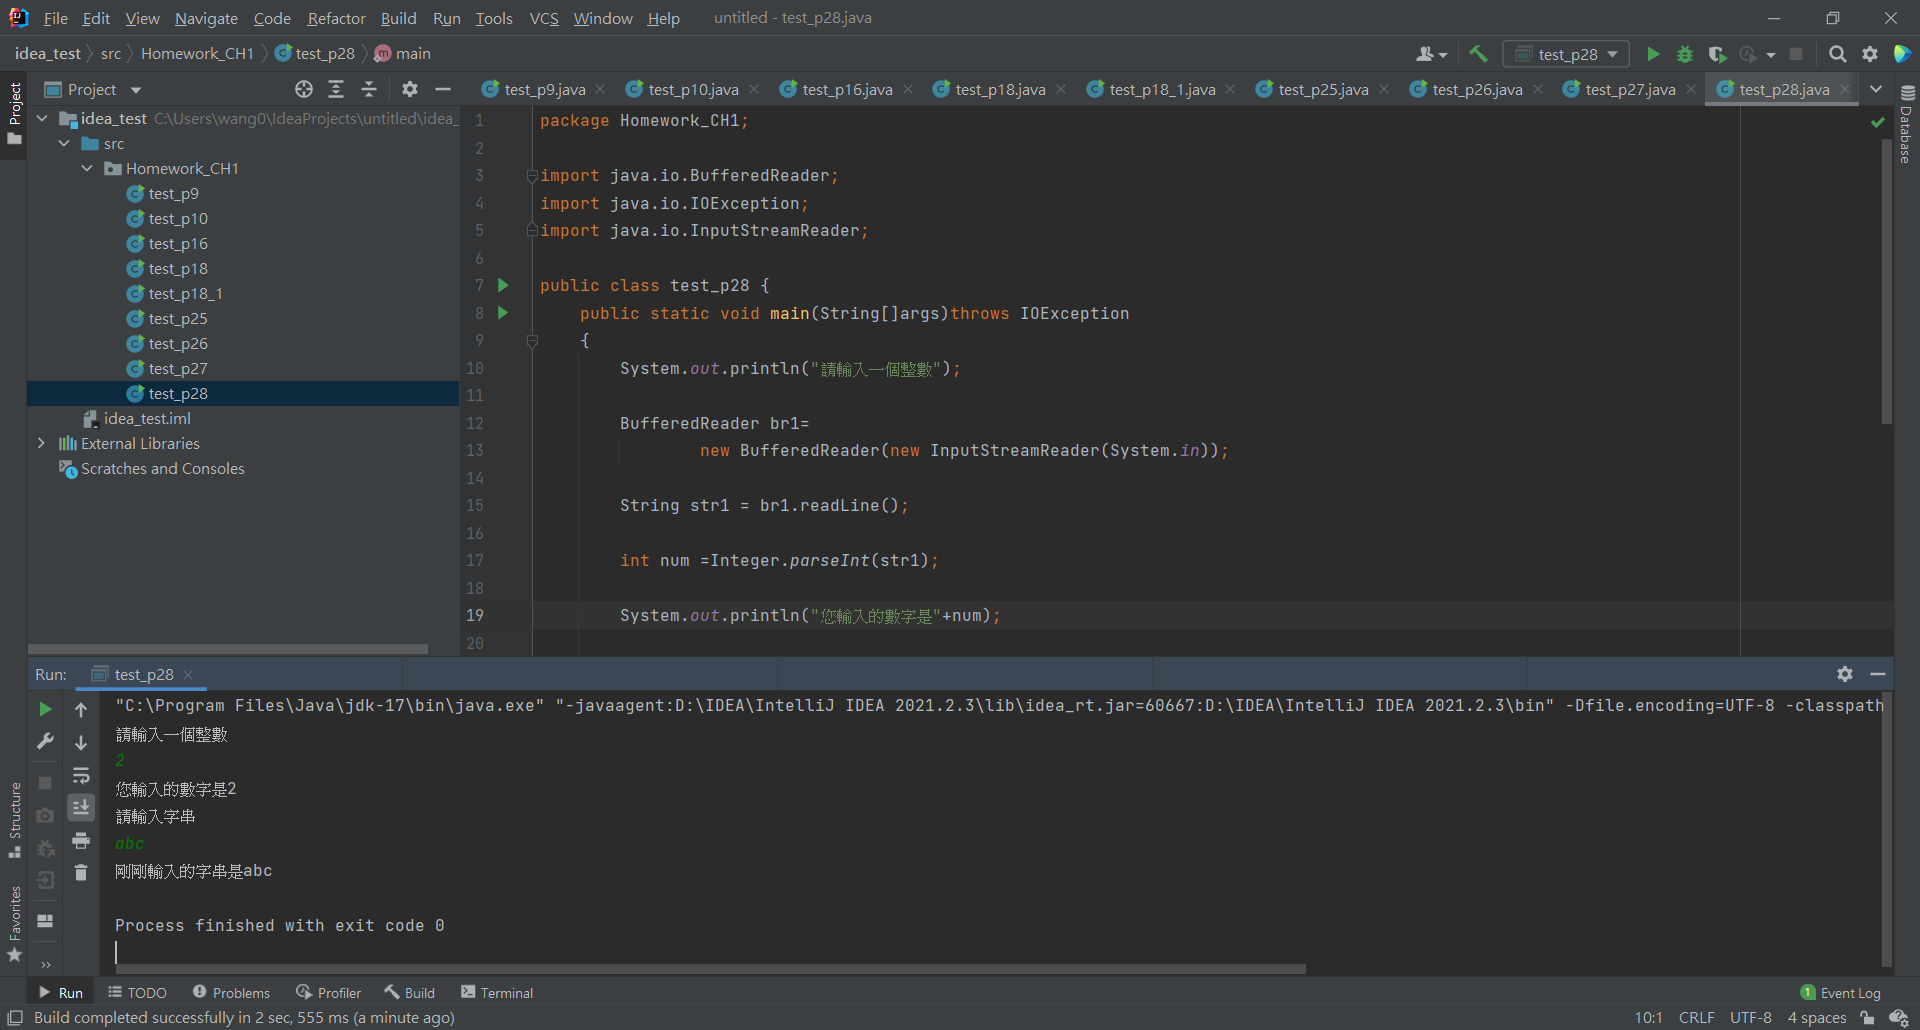 File Edit View Navigate Code Refactor Build Run Tools VCS Window Help untitled - test_p28.java
idea_test src Homework_CH1 test_p28 main test_p28
Project test_p9.java test_p10.java test_p16.java test_p18.java test_p18_1.java test_p25.java test_p26.java test_p27.java test_p28.java
Project
Database
idea_test C:\Users\wang0\IdeaProjects\untitled\idea_
src
Homework_CH1
test_p9
test_p10
test_p16
test_p18
test_p18_1
test_p25
test_p26
test_p27
test_p28
idea_test.iml
External Libraries
Scratches and Consoles
1 package Homework_CH1;
2
3 import java.io.BufferedReader;
4 import java.io.IOException;
5 import java.io.InputStreamReader;
6
7 public class test_p28 {
8 public static void main(String[]args)throws IOException
9 {
10 System.out.println("請輸入一個整數");
11
12 BufferedReader br1=
13 new BufferedReader(new InputStreamReader(System.in));
14
15 String str1 = br1.readLine();
16
17 int num =Integer.parseInt(str1);
18
19 System.out.println("您輸入的數字是"+num);
20
Run: test_p28
"C:\Program Files\Java\jdk-17\bin\java.exe" "-javaagent:D:\IDEA\IntelliJ IDEA 2021.2.3\lib\idea_rt.jar=60667:D:\IDEA\IntelliJ IDEA 2021.2.3\bin" -Dfile.encoding=UTF-8 -classpath
請輸入一個整數
2
您輸入的數字是2
請輸入字串
abc
剛剛輸入的字串是abc
Process finished with exit code 0
Structure
Favorites
Run TODO Problems Profiler Build Terminal 1 Event Log
Build completed successfully in 2 sec, 555 ms (a minute ago) 10:1 CRLF UTF-8 4 spaces